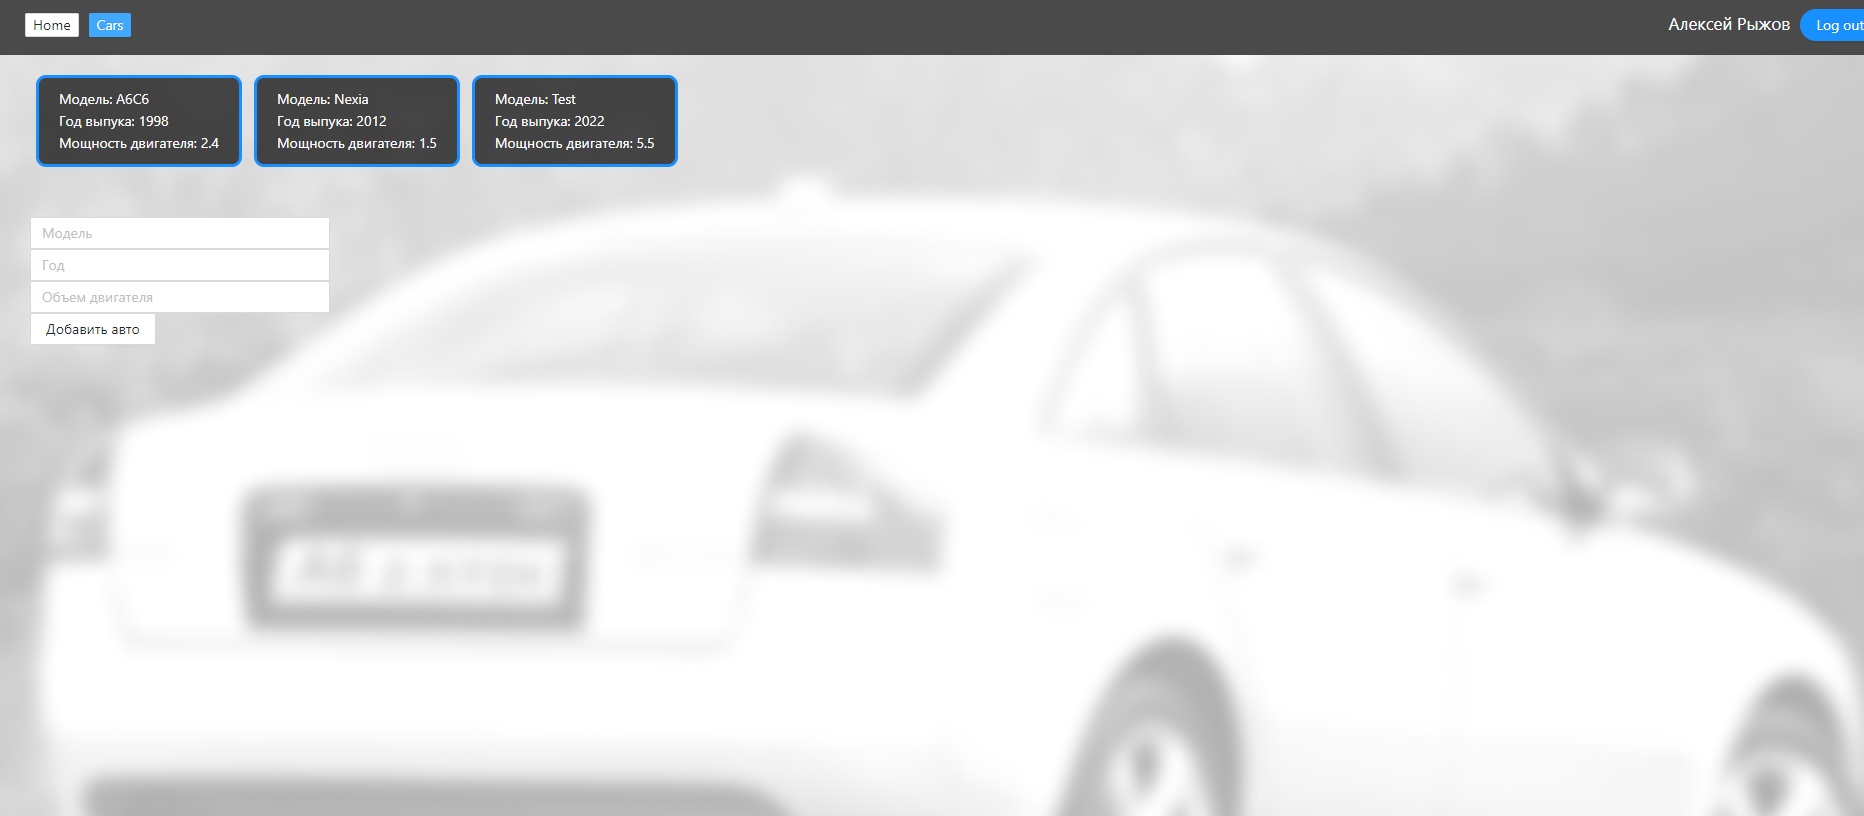 Home Cars Алексей Рыжов Log out
Модель: A6C6
Год выпука: 1998
Мощность двигателя: 2.4
Модель: Nexia
Год выпука: 2012
Мощность двигателя: 1.5
Модель: Test
Год выпука: 2022
Мощность двигателя: 5.5
Модель
Год
Объем двигателя
Добавить авто